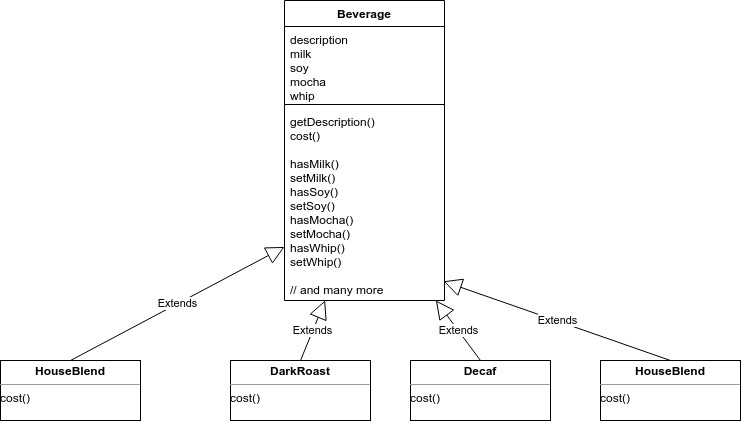 Beverage
description
milk
soy
mocha
whip
getDescription()
cost()
hasMilk()
setMilk()
hasSoy()
setSoy()
hasMocha()
setMocha()
hasWhip()
setWhip()
// and many more
Extends
Extends
Extends
Extends
HouseBlend
cost()
DarkRoast
cost()
Decaf
cost()
HouseBlend
cost()